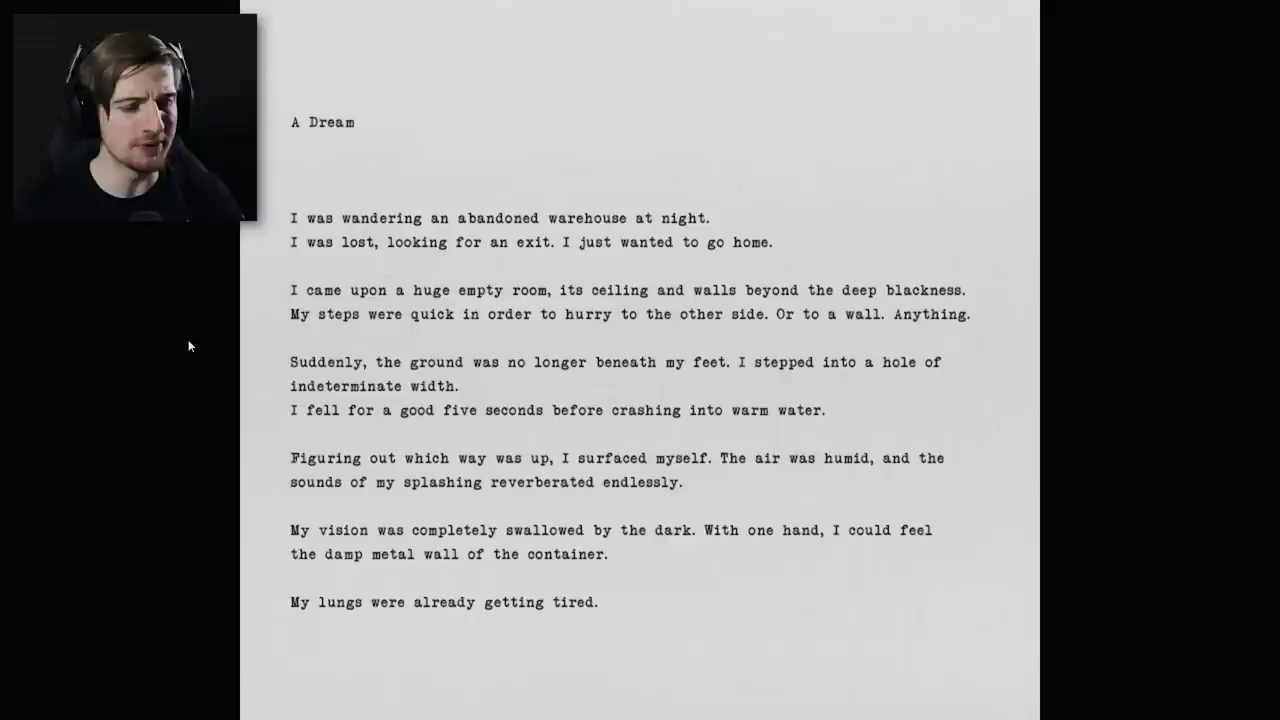 A Dream
I was wandering an abandoned warehouse at night.
I was lost, looking for an exit. I just wanted to go home.
I came upon a huge empty room, its ceiling and walls beyond the deep blackness.
My steps were quick in order to hurry to the other side. Or to a wall. Anything.
Suddenly, the ground was no longer beneath my feet. I stepped into a hole of
indeterminate width.
I fell for a good five seconds before crashing into warm water.
Figuring out which way was up, I surfaced myself. The air was humid, and the
sounds of my splashing reverberated endlessly.
My vision was completely swallowed by the dark. With one hand, I could feel
the damp metal wall of the container.
My lungs were already getting tired.